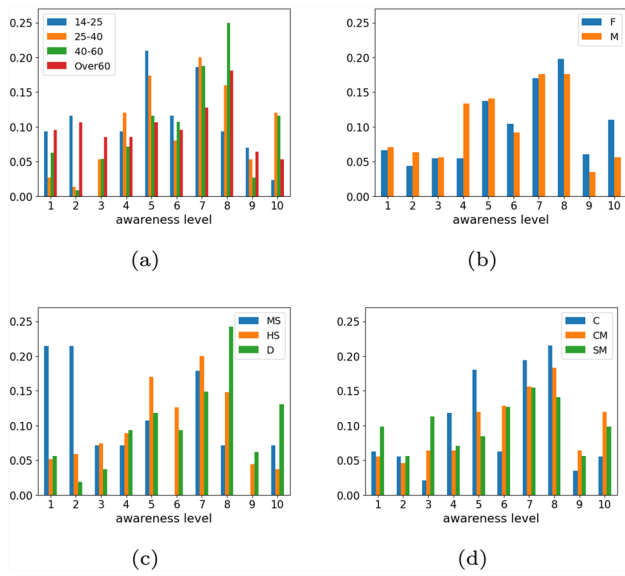 0.25
0.20
0.15
0.10
0.05
0.00
14-25
25-40
40-60
Over60
1 2 3 4 5 6 7 8 9 10
awareness level
(a)
0.25
0.20
0.15
0.10
0.05
0.00
F
M
1 2 3 4 5 6 7 8 9 10
awareness level
(b)
0.25
0.20
0.15
0.10
0.05
0.00
MS
HS
D
1 2 3 4 5 6 7 8 9 10
awareness level
(c)
0.25
0.20
0.15
0.10
0.05
0.00
C
CM
SM
1 2 3 4 5 6 7 8 9 10
awareness level
(d)